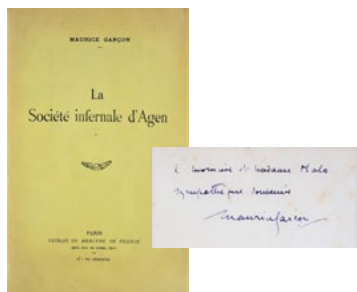 MAURICE GARÇON
La
Société infernale d'Agen
PARIS
EXTRAIT DU MERCURE DE FRANCE
à monsieur et madame Malo
sympathique souvenir
Maurice Garçon